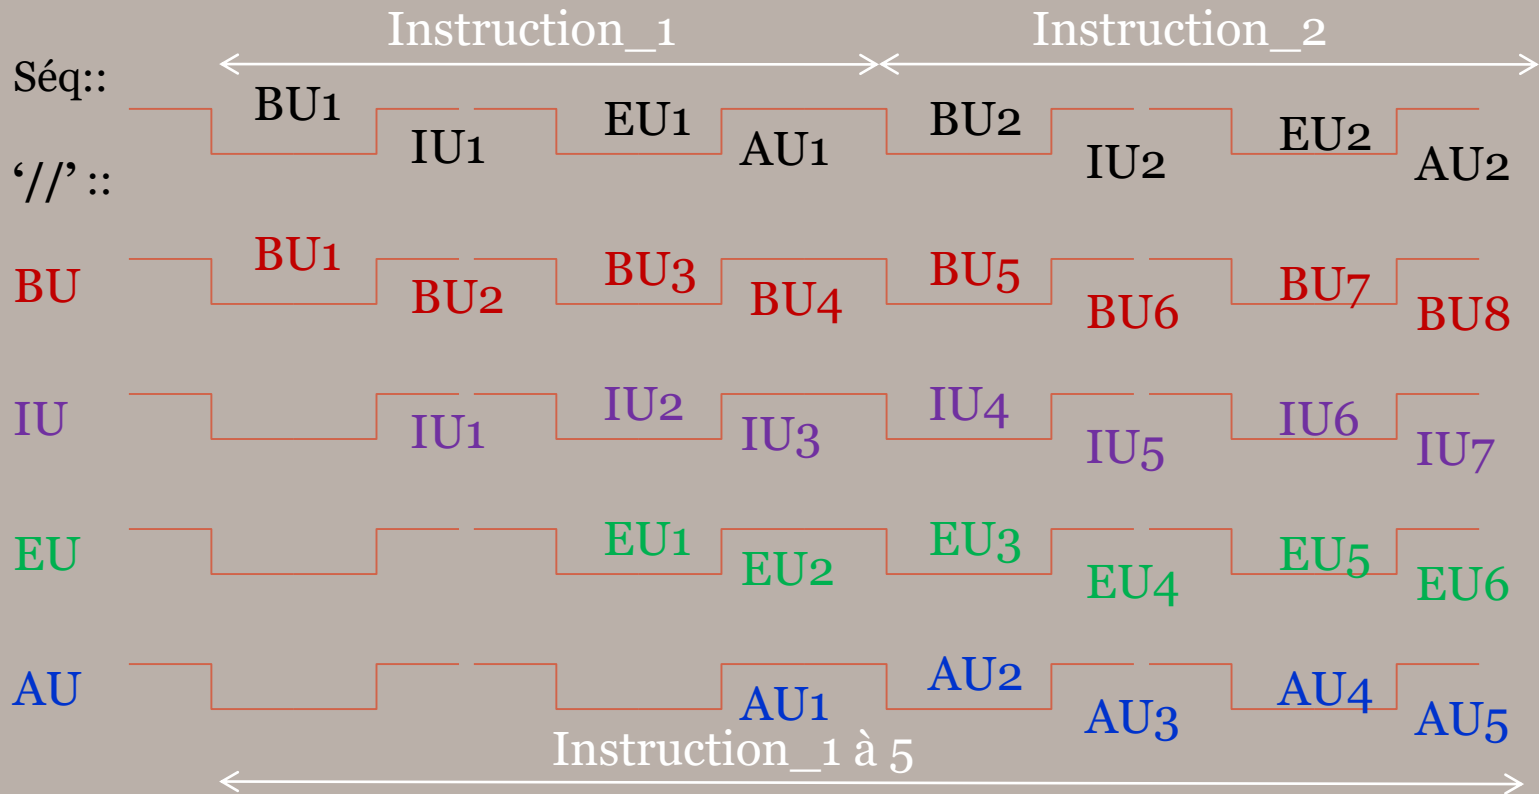 Instruction_1 Instruction_2
Séq::
BU1 EU1 BU2 EU2
IU1 AU1 IU2 AU2
‘//’ ::
BU BU1 BU2 BU3 BU4 BU5 BU6 BU7 BU8
IU IU1 IU2 IU3 IU4 IU5 IU6 IU7
EU EU1 EU2 EU3 EU4 EU5 EU6
AU AU1 AU2 AU3 AU4 AU5
Instruction_1 à 5